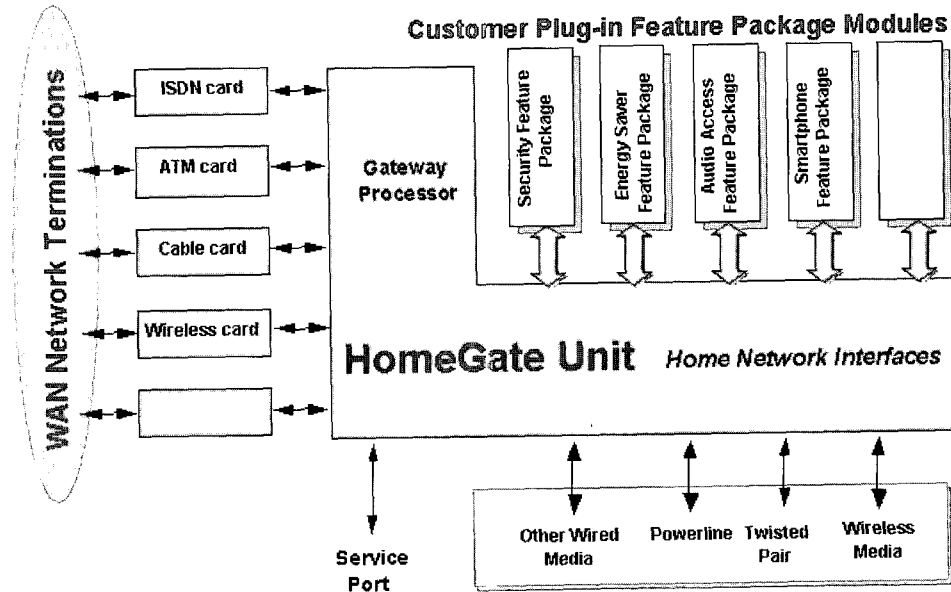 Customer Plug-in Feature Package Modules
WAN Network Terminations
ISDN card
ATM card
Cable card
Wireless card
Gateway
Processor
Security Feature
Package
Energy Saver
Feature Package
Audio Access
Feature Package
Smartphone
Feature Package
HomeGate Unit
Home Network Interfaces
Service
Port
Other Wired
Media
Powerline
Twisted
Pair
Wireless
Media